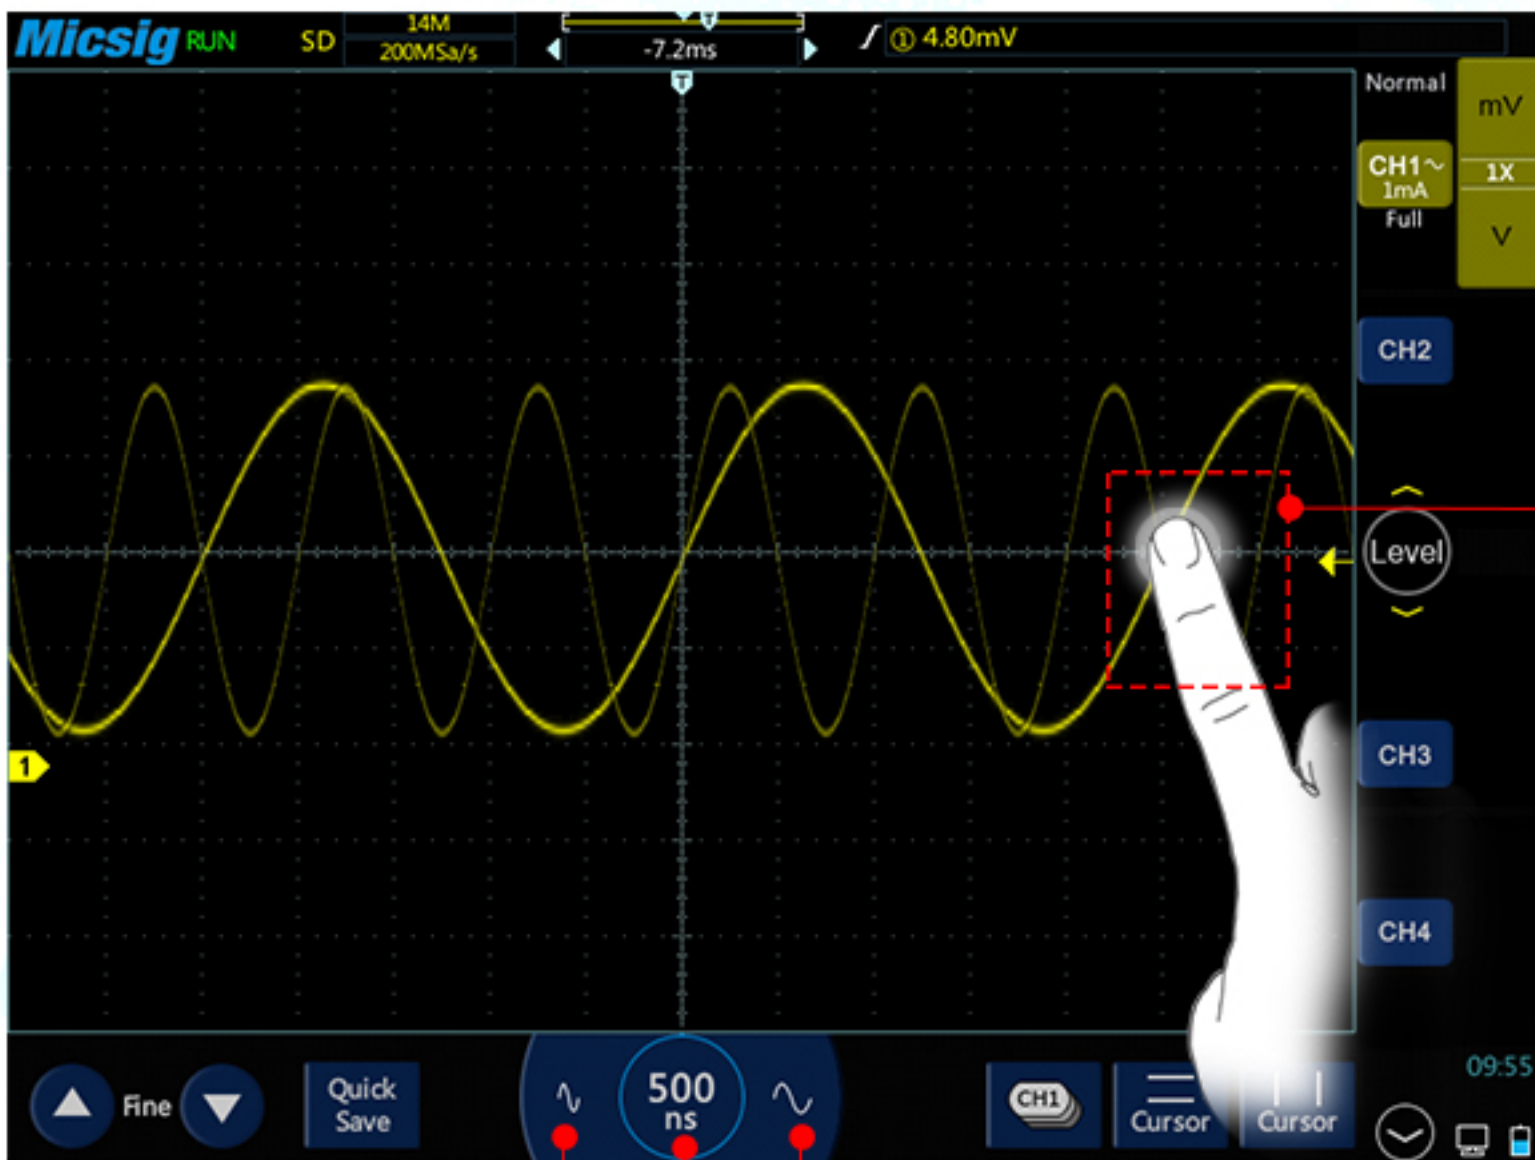 Micsig RUN SD 14M
200MSa/s
-7.2ms
① 4.80mV
T
T
Normal
mV
CH1~
1mA
1X
Full
V
CH2
Level
1
CH3
CH4
09:55
Fine
Quick
Save
500
ns
CH1
Cursor
Cursor